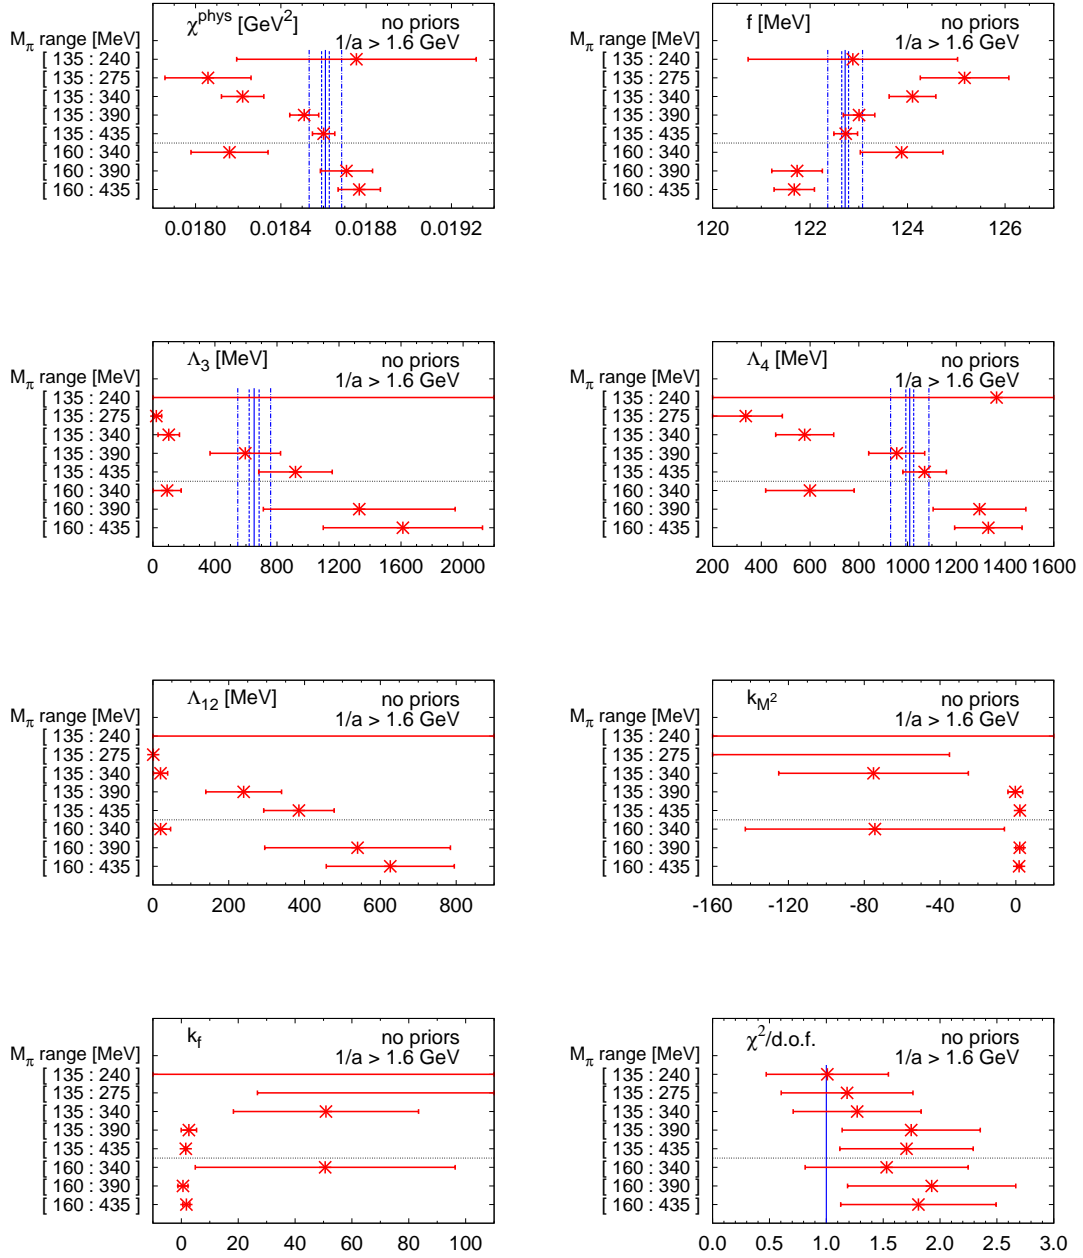 χ^phys [GeV^2]
no priors
M_π range [MeV]
1/a > 1.6 GeV
[ 135 : 240 ]
[ 135 : 275 ]
[ 135 : 340 ]
[ 135 : 390 ]
[ 135 : 435 ]
[ 160 : 340 ]
[ 160 : 390 ]
[ 160 : 435 ]
0.0180 0.0184 0.0188 0.0192
f [MeV]
no priors
M_π range [MeV]
1/a > 1.6 GeV
[ 135 : 240 ]
[ 135 : 275 ]
[ 135 : 340 ]
[ 135 : 390 ]
[ 135 : 435 ]
[ 160 : 340 ]
[ 160 : 390 ]
[ 160 : 435 ]
120 122 124 126
Λ_3 [MeV]
no priors
M_π range [MeV]
1/a > 1.6 GeV
[ 135 : 240 ]
[ 135 : 275 ]
[ 135 : 340 ]
[ 135 : 390 ]
[ 135 : 435 ]
[ 160 : 340 ]
[ 160 : 390 ]
[ 160 : 435 ]
0 400 800 1200 1600 2000
Λ_4 [MeV]
no priors
M_π range [MeV]
1/a > 1.6 GeV
[ 135 : 240 ]
[ 135 : 275 ]
[ 135 : 340 ]
[ 135 : 390 ]
[ 135 : 435 ]
[ 160 : 340 ]
[ 160 : 390 ]
[ 160 : 435 ]
200 400 600 800 1000 1200 1400 1600
Λ_12 [MeV]
no priors
M_π range [MeV]
1/a > 1.6 GeV
[ 135 : 240 ]
[ 135 : 275 ]
[ 135 : 340 ]
[ 135 : 390 ]
[ 135 : 435 ]
[ 160 : 340 ]
[ 160 : 390 ]
[ 160 : 435 ]
0 200 400 600 800
k_M^2
no priors
M_π range [MeV]
1/a > 1.6 GeV
[ 135 : 240 ]
[ 135 : 275 ]
[ 135 : 340 ]
[ 135 : 390 ]
[ 135 : 435 ]
[ 160 : 340 ]
[ 160 : 390 ]
[ 160 : 435 ]
-160 -120 -80 -40 0
k_f
no priors
M_π range [MeV]
1/a > 1.6 GeV
[ 135 : 240 ]
[ 135 : 275 ]
[ 135 : 340 ]
[ 135 : 390 ]
[ 135 : 435 ]
[ 160 : 340 ]
[ 160 : 390 ]
[ 160 : 435 ]
0 20 40 60 80 100
χ^2/d.o.f.
no priors
M_π range [MeV]
1/a > 1.6 GeV
[ 135 : 240 ]
[ 135 : 275 ]
[ 135 : 340 ]
[ 135 : 390 ]
[ 135 : 435 ]
[ 160 : 340 ]
[ 160 : 390 ]
[ 160 : 435 ]
0.0 0.5 1.0 1.5 2.0 2.5 3.0